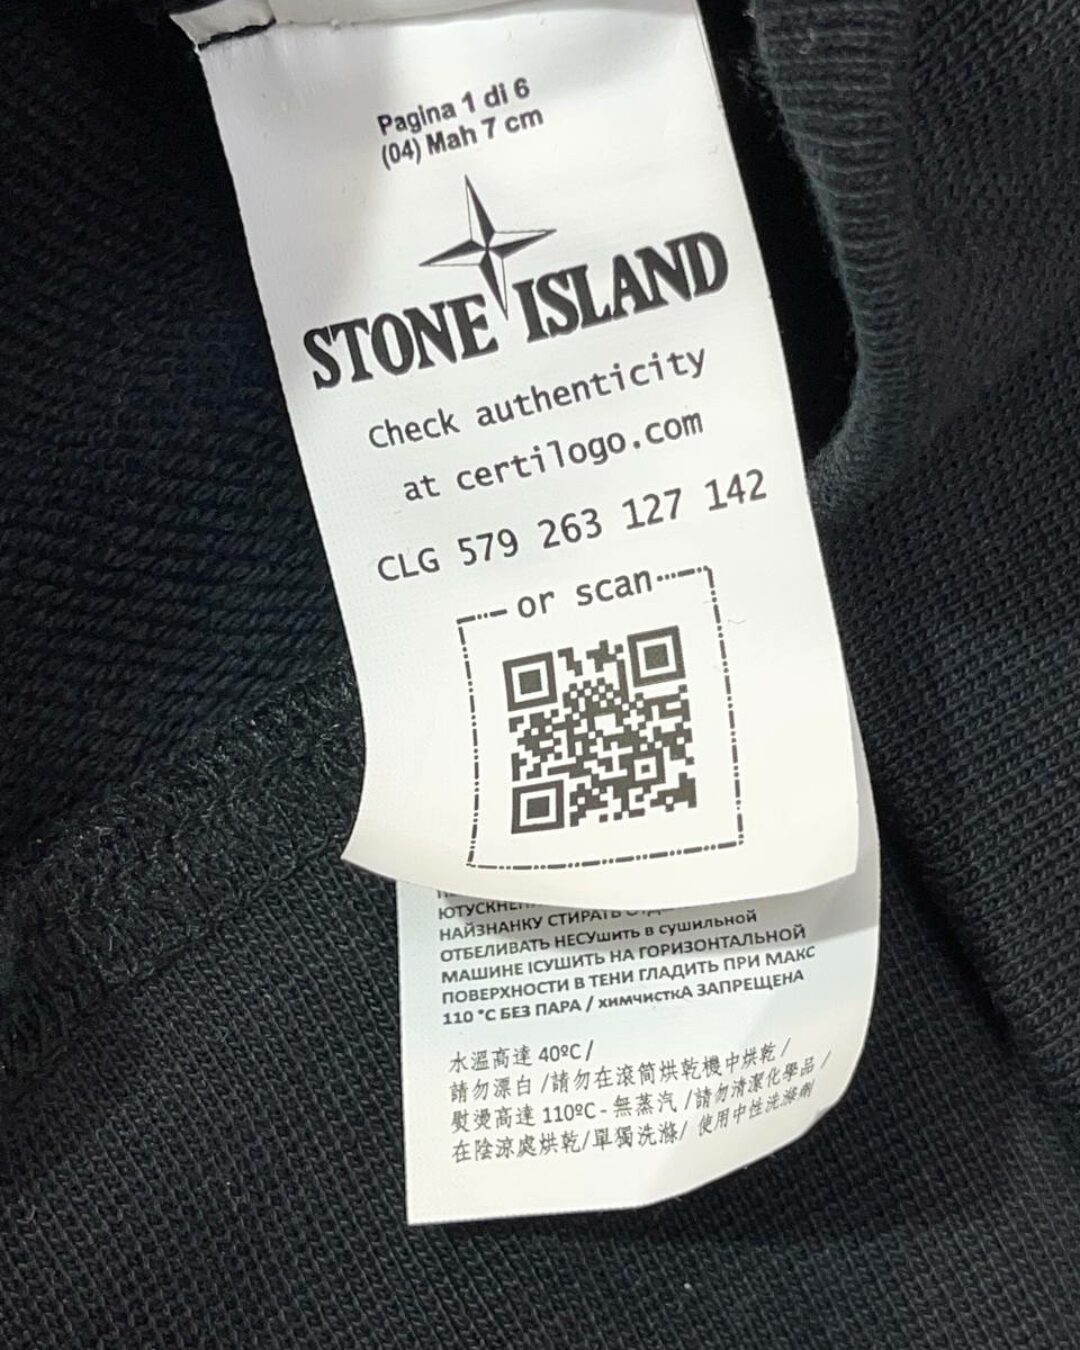 Pagina 1 di 6
(04) Mah 7 cm
STONE ISLAND
Check authenticity
at certilogo.com
CLG 579 263 127 142
or scan
ЮТУСКНЕН
НАЙЗНАНКУ СТИРАТЬ
ОТБЕЛИВАТЬ НЕСУшить в сушильной
МАШИНЕ IСУШИТЬ НА ГОРИЗОНТАЛЬНОЙ
ПОВЕРХНОСТИ В ТЕНИ ГЛАДИТЬ ПРИ МАКС
110 °C БЕЗ ПАРА / химчисткА ЗАПРЕЩЕНА
水溫高達 40ºC /
請勿漂白 /請勿在滾筒烘乾機中烘乾 /
熨燙高達 110ºC - 無蒸汽 /請勿清潔化學品 /
在陰涼處烘乾/單獨洗滌/ 使用中性洗滌劑